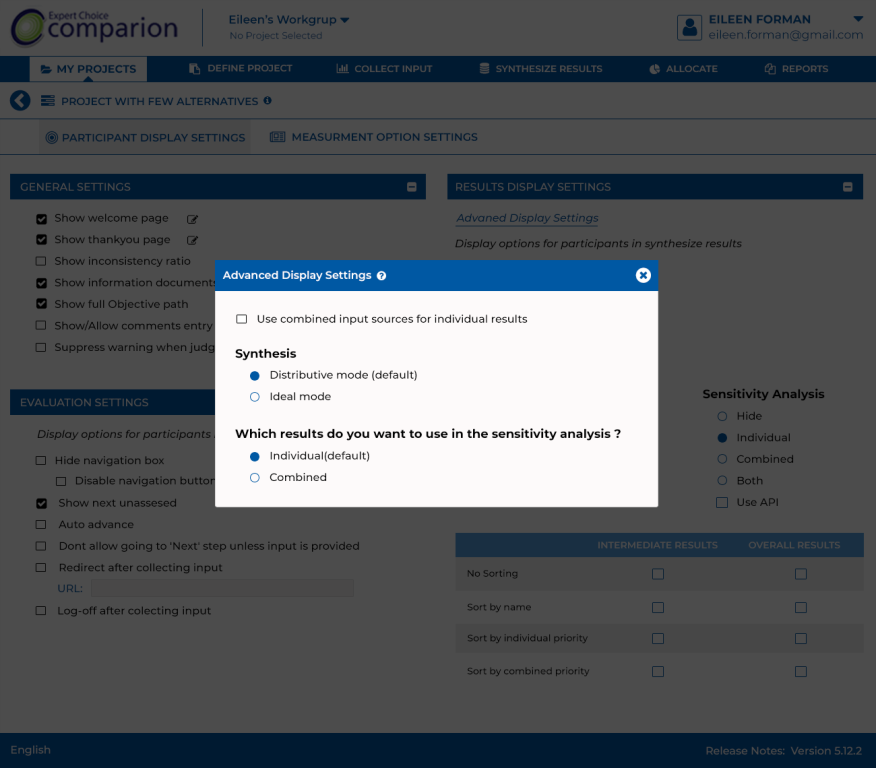 Expert Choice
comparion
Eileen's Workgrup
No Project Selected
EILEEN FORMAN
eileen.forman@gmail.com
MY PROJECTS
DEFINE PROJECT
COLLECT INPUT
SYNTHESIZE RESULTS
ALLOCATE
REPORTS
PROJECT WITH FEW ALTERNATIVES
PARTICIPANT DISPLAY SETTINGS
MEASURMENT OPTION SETTINGS
GENERAL SETTINGS
Show welcome page
Show thankyou page
Show inconsistency ratio
Show information document
Show full Objective path
Show/Allow comments entry
Suppress warning when judg
EVALUATION SETTINGS
Display options for participants
Hide navigation box
Disable navigation button
Show next unassesed
Auto advance
Dont allow going to 'Next' step unless input is provided
Redirect after collecting input
URL:
Log-off after colecting input
RESULTS DISPLAY SETTINGS
Advaned Display Settings
Display options for participants in synthesize results
Advanced Display Settings
Use combined input sources for individual results
Synthesis
Distributive mode (default)
Ideal mode
Which results do you want to use in the sensitivity analysis ?
Individual(default)
Combined
Sensitivity Analysis
Hide
Individual
Combined
Both
Use API
INTERMEDIATE RESULTS
OVERALL RESULTS
No Sorting
Sort by name
Sort by individual priority
Sort by combined priority
English
Release Notes: Version 5.12.2